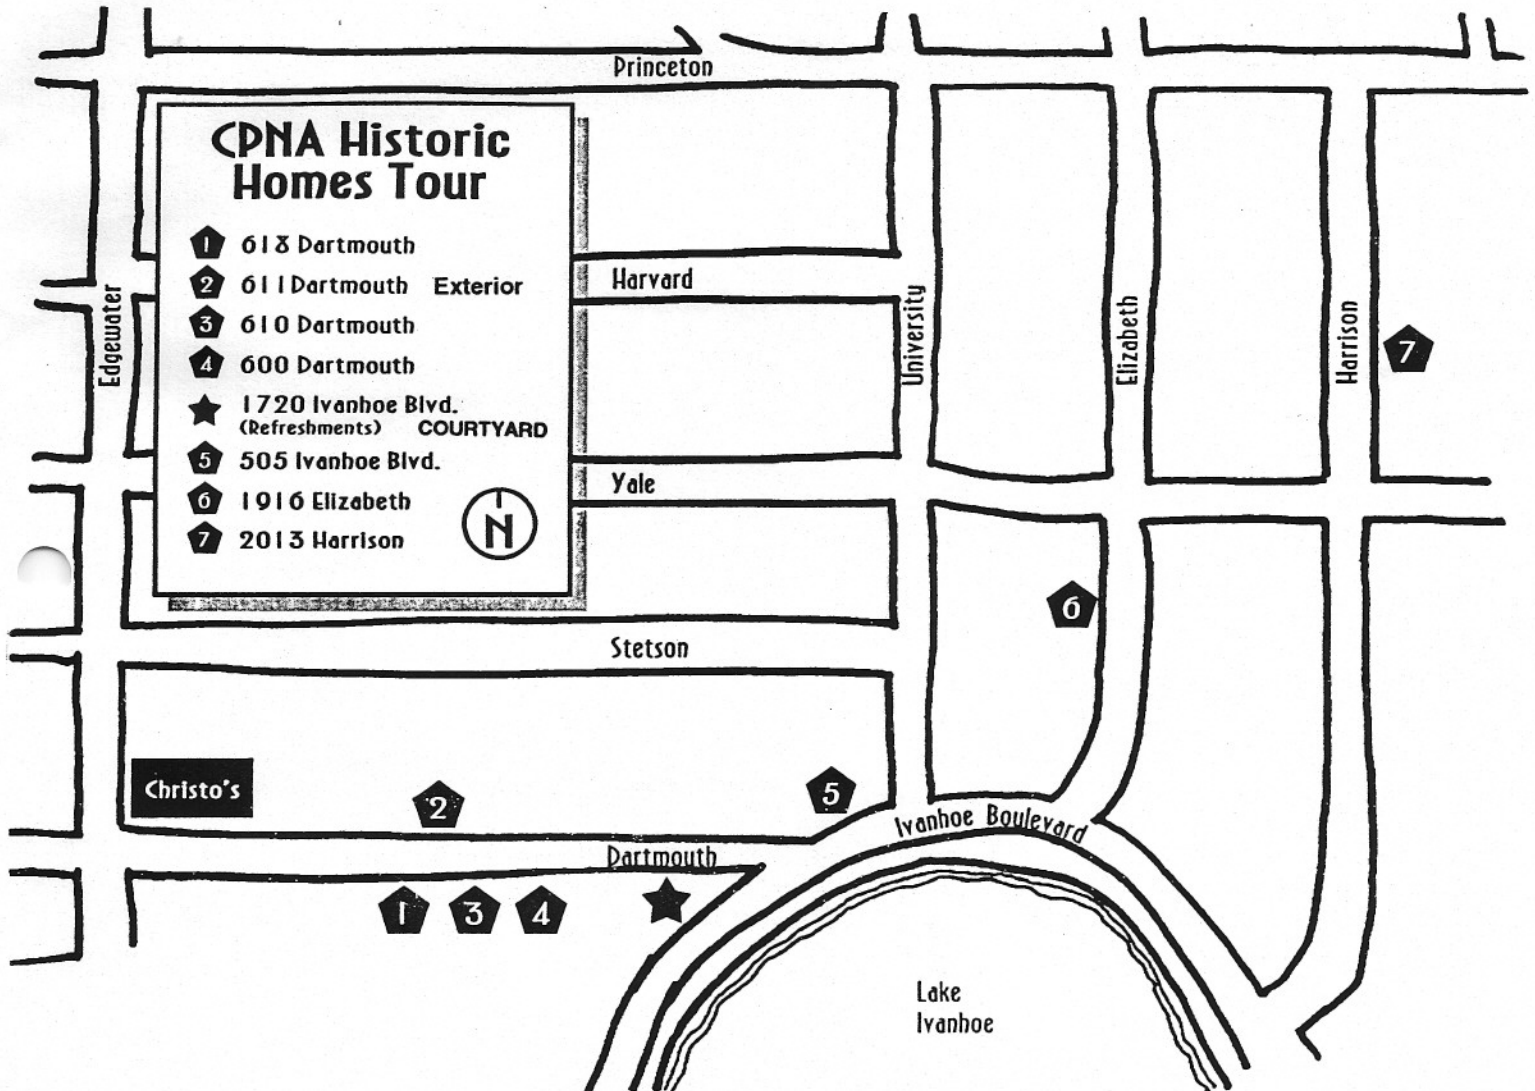 Princeton
CPNA Historic
Homes Tour
1 618 Dartmouth
2 611 Dartmouth Exterior
3 610 Dartmouth
4 600 Dartmouth
1720 Ivanhoe Blvd.
(Refreshments) COURTYARD
5 505 Ivanhoe Blvd.
6 1916 Elizabeth
7 2013 Harrison
N
Edgewater
Harvard
University
Elizabeth
Harrison
7
Yale
6
Stetson
Christo's
2
5
Ivanhoe Boulevard
Dartmouth
1
3
4
Lake
Ivanhoe